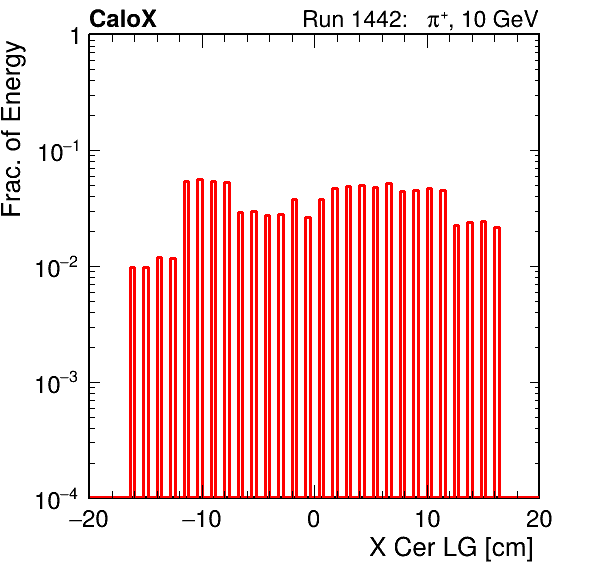 CaloX Run 1442: π⁺, 10 GeV
Frac. of Energy
1
10⁻¹
10⁻²
10⁻³
10⁻⁴
−20 −10 0 10 20
X Cer LG [cm]